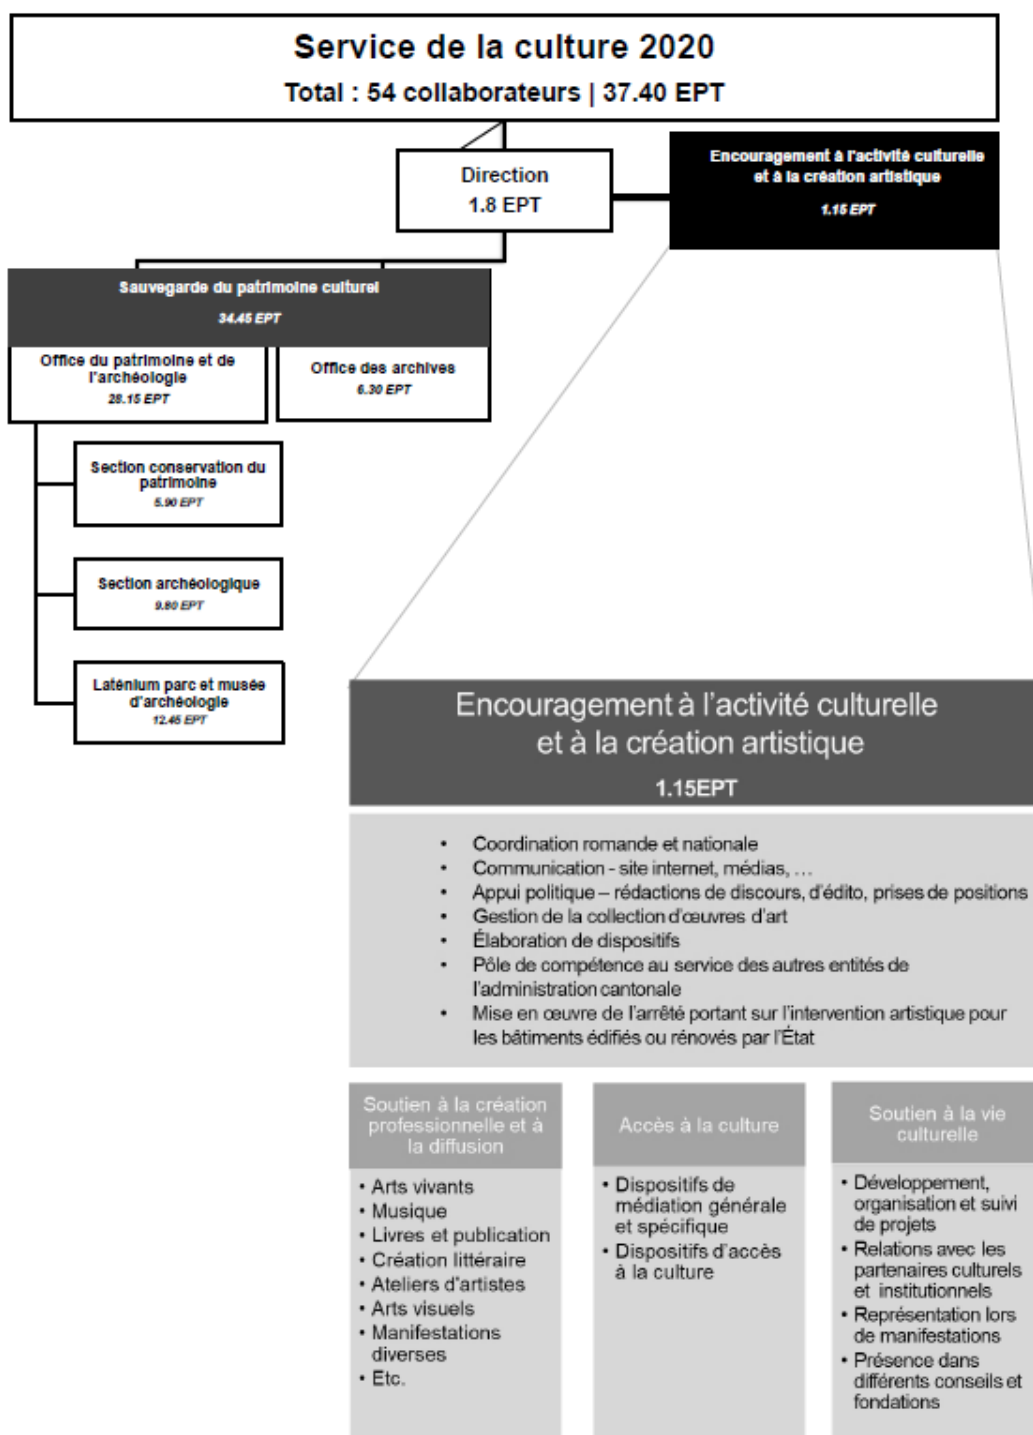 Service de la culture 2020
Total : 54 collaborateurs | 37.40 EPT
Direction
1.8 EPT
Encouragement à l'activité culturelle
et à la création artistique
1.15 EPT
Sauvegarde du patrimoine culturel
34.45 EPT
Office du patrimoine et de
l'archéologie
28.15 EPT
Office des archives
6.30 EPT
Section conservation du
patrimoine
5.90 EPT
Section archéologique
9.80 EPT
Laténium parc et musée
d'archéologie
12.45 EPT
Encouragement à l'activité culturelle
et à la création artistique
1.15EPT
• Coordination romande et nationale
• Communication - site internet, médias, …
• Appui politique – rédactions de discours, d'édito, prises de positions
• Gestion de la collection d'œuvres d'art
• Élaboration de dispositifs
• Pôle de compétence au service des autres entités de
l'administration cantonale
• Mise en œuvre de l'arrêté portant sur l'intervention artistique pour
les bâtiments édifiés ou rénovés par l'État
Soutien à la création
professionnelle et à
la diffusion
• Arts vivants
• Musique
• Livres et publication
• Création littéraire
• Ateliers d'artistes
• Arts visuels
• Manifestations
diverses
• Etc.
Accès à la culture
• Dispositifs de
médiation générale
et spécifique
• Dispositifs d'accès
à la culture
Soutien à la vie
culturelle
• Développement,
organisation et suivi
de projets
• Relations avec les
partenaires culturels
et institutionnels
• Représentation lors
de manifestations
• Présence dans
différents conseils et
fondations